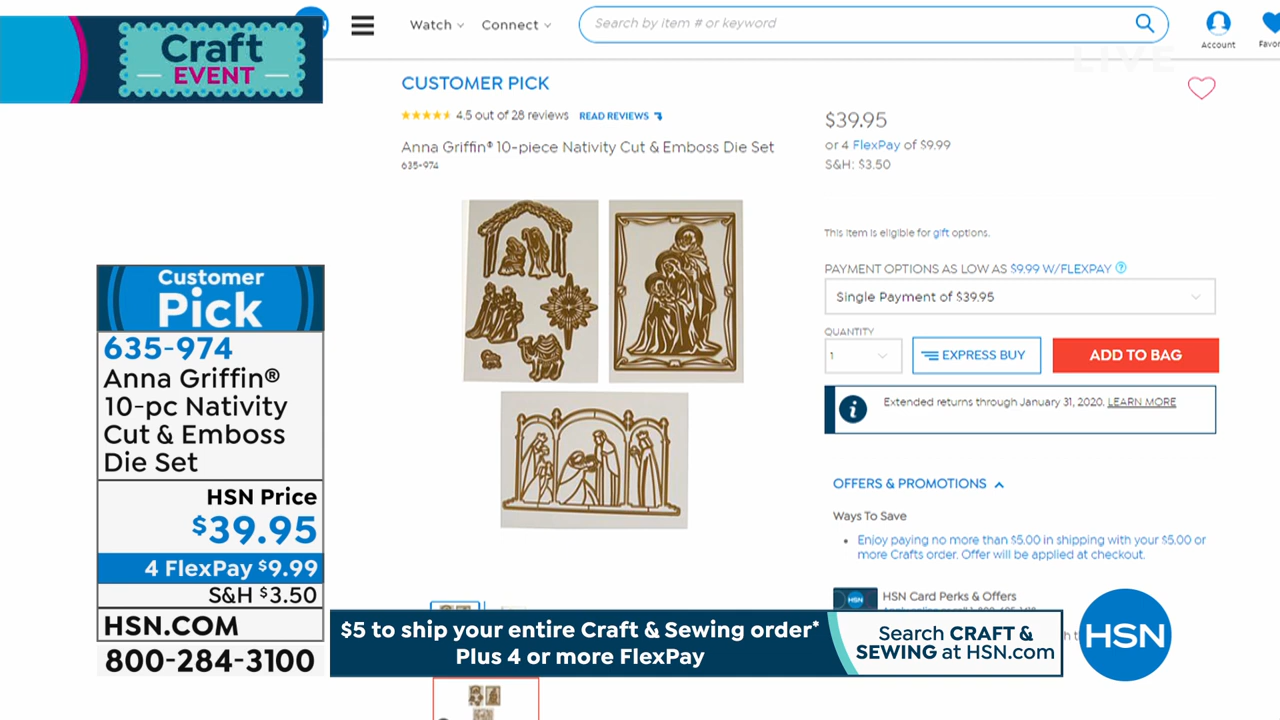 Craft
EVENT
Watch
Connect
Search by item # or keyword
Account
LIVE
CUSTOMER PICK
4.5 out of 28 reviews
READ REVIEWS
Anna Griffin® 10-piece Nativity Cut & Emboss Die Set
635-974
$39.95
or 4 FlexPay of $9.99
S&H: $3.50
This item is eligible for gift options.
PAYMENT OPTIONS AS LOW AS $9.99 W/FLEXPAY ?
Single Payment of $39.95
QUANTITY
1
EXPRESS BUY
ADD TO BAG
i
Extended returns through January 31, 2020. LEARN MORE
OFFERS & PROMOTIONS
Ways To Save
• Enjoy paying no more than $5.00 in shipping with your $5.00 or
more Crafts order. Offer will be applied at checkout.
HSN
HSN Card Perks & Offers
Customer
Pick
635-974
Anna Griffin®
10-pc Nativity
Cut & Emboss
Die Set
HSN Price
$39.95
4 FlexPay $9.99
S&H $3.50
HSN.COM
800-284-3100
$5 to ship your entire Craft & Sewing order*
Plus 4 or more FlexPay
Search CRAFT &
SEWING at HSN.com
HSN